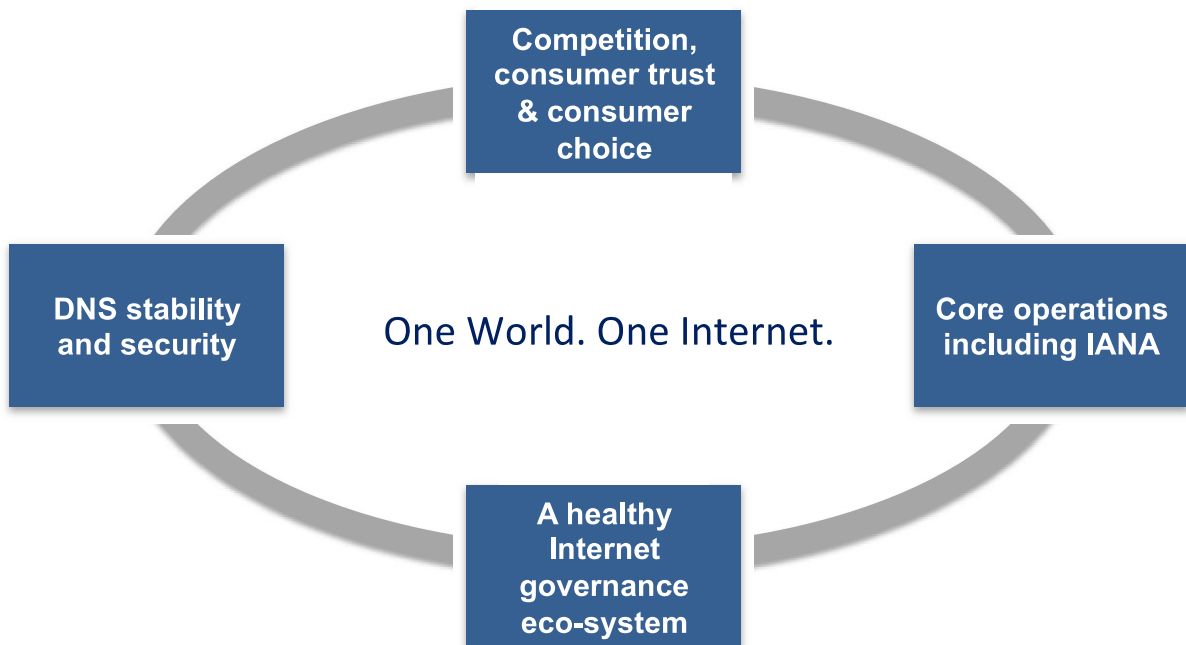 Competition,
consumer trust
& consumer
choice
DNS stability
and security
One World. One Internet.
Core operations
including IANA
A healthy
Internet
governance
eco-system